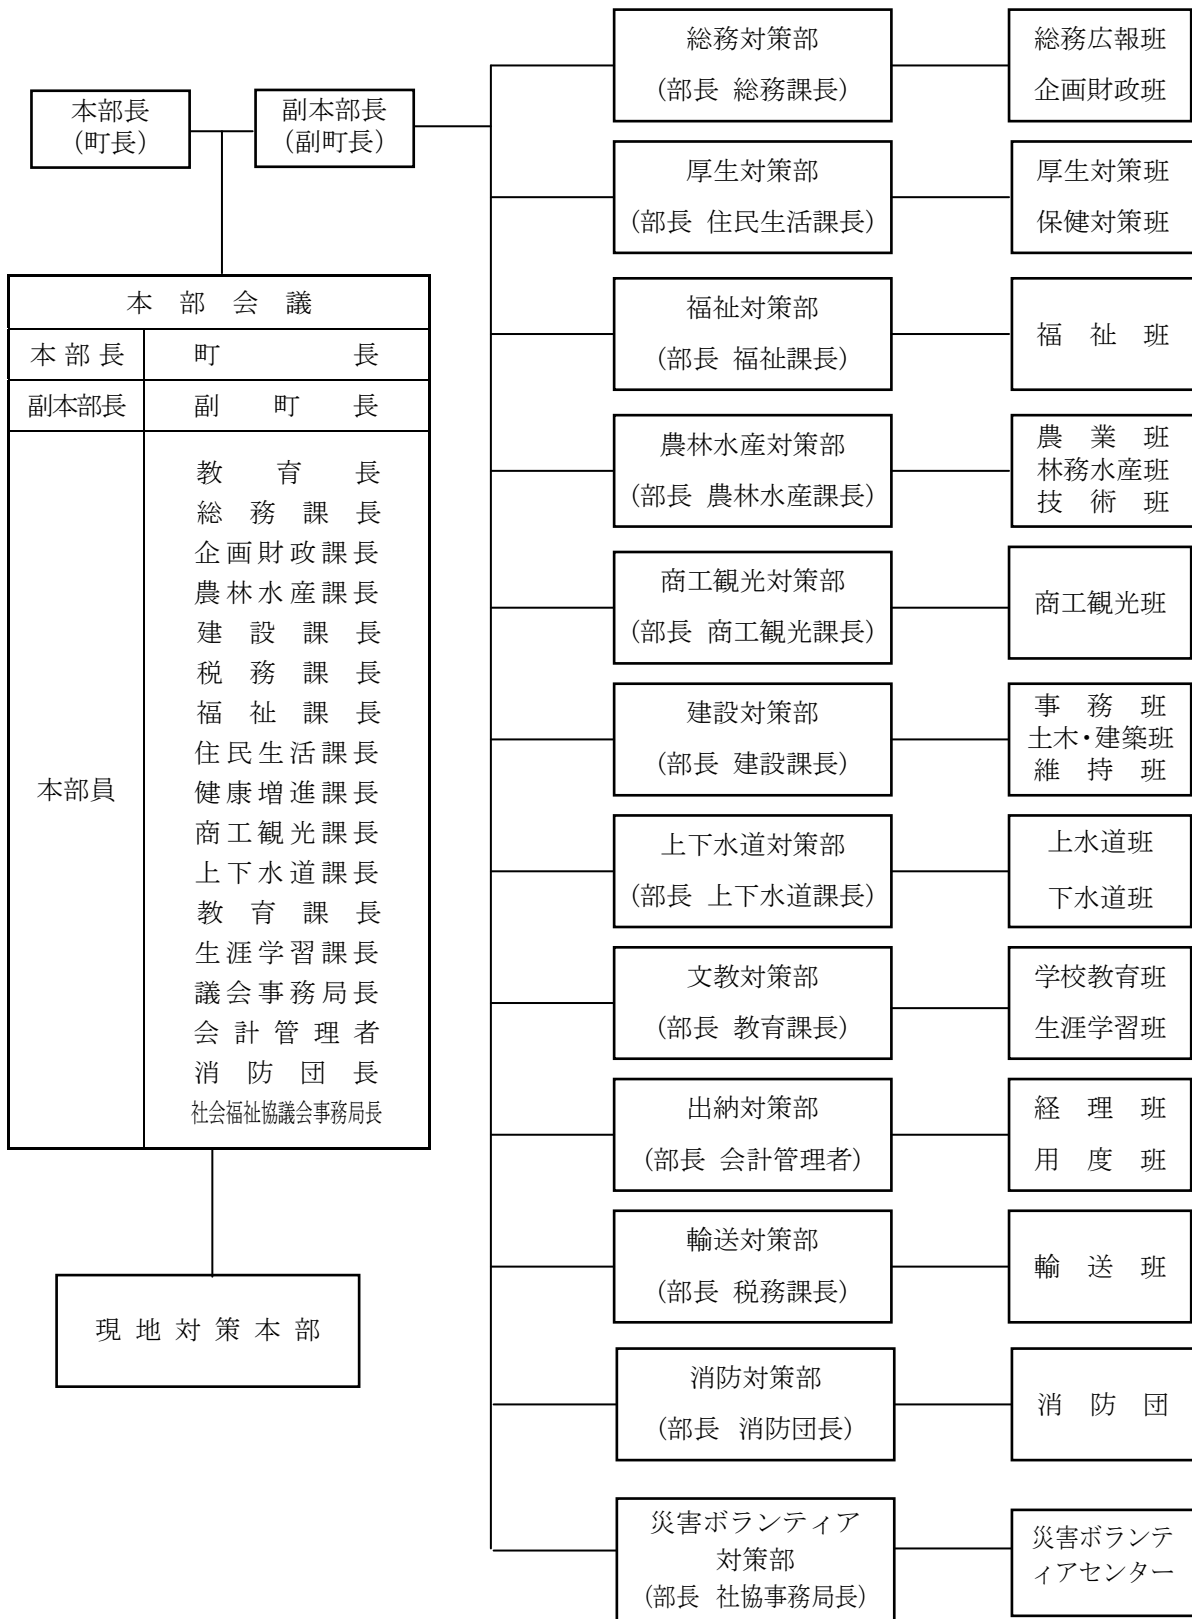 本部長
(町長)
副本部長
(副町長)
本部会議
本部長 町長
副本部長 副町長
本部員
教育長
総務課長
企画財政課長
農林水産課長
建設課長
税務課長
福祉課長
住民生活課長
健康増進課長
商工観光課長
上下水道課長
教育課長
生涯学習課長
議会事務局長
会計管理者
消防団長
社会福祉協議会事務局長
現地対策本部
総務対策部
(部長 総務課長)
総務広報班
企画財政班
厚生対策部
(部長 住民生活課長)
厚生対策班
保健対策班
福祉対策部
(部長 福祉課長)
福祉班
農林水産対策部
(部長 農林水産課長)
農業班
林務水産班
技術班
商工観光対策部
(部長 商工観光課長)
商工観光班
建設対策部
(部長 建設課長)
事務班
土木・建築班
維持班
上下水道対策部
(部長 上下水道課長)
上水道班
下水道班
文教対策部
(部長 教育課長)
学校教育班
生涯学習班
出納対策部
(部長 会計管理者)
経理班
用度班
輸送対策部
(部長 税務課長)
輸送班
消防対策部
(部長 消防団長)
消防団
災害ボランティア
対策部
(部長 社協事務局長)
災害ボランテ
ィアセンター